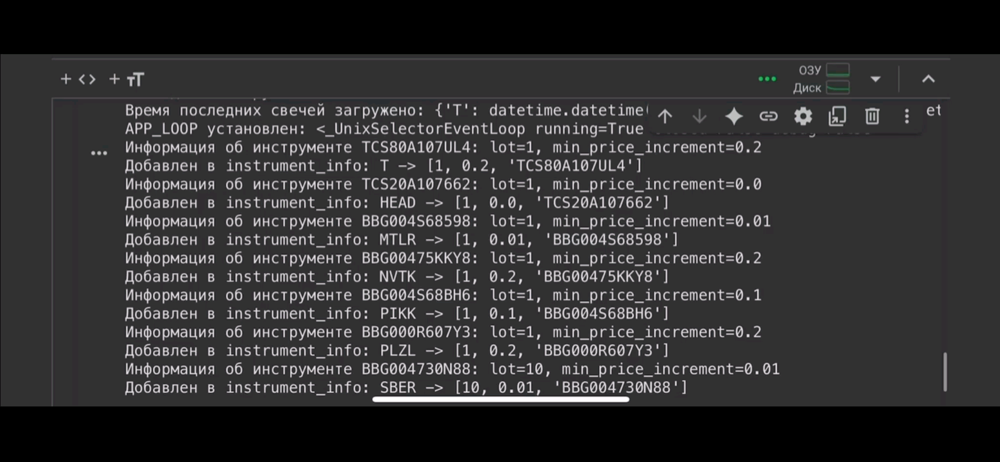 + <> + тТ
ОЗУ
Диск
Время последних свечей загружено: {'T': datetime.datetime( et
APP_LOOP установлен: <_UnixSelectorEventLoop running=True
Информация об инструменте TCS80A107UL4: lot=1, min_price_increment=0.2
Добавлен в instrument_info: T -> [1, 0.2, 'TCS80A107UL4']
Информация об инструменте TCS20A107662: lot=1, min_price_increment=0.0
Добавлен в instrument_info: HEAD -> [1, 0.0, 'TCS20A107662']
Информация об инструменте BBG004S68598: lot=1, min_price_increment=0.01
Добавлен в instrument_info: MTLR -> [1, 0.01, 'BBG004S68598']
Информация об инструменте BBG00475KKY8: lot=1, min_price_increment=0.2
Добавлен в instrument_info: NVTK -> [1, 0.2, 'BBG00475KKY8']
Информация об инструменте BBG004S68BH6: lot=1, min_price_increment=0.1
Добавлен в instrument_info: PIKK -> [1, 0.1, 'BBG004S68BH6']
Информация об инструменте BBG000R607Y3: lot=1, min_price_increment=0.2
Добавлен в instrument_info: PLZL -> [1, 0.2, 'BBG000R607Y3']
Информация об инструменте BBG004730N88: lot=10, min_price_increment=0.01
Добавлен в instrument_info: SBER -> [10, 0.01, 'BBG004730N88']